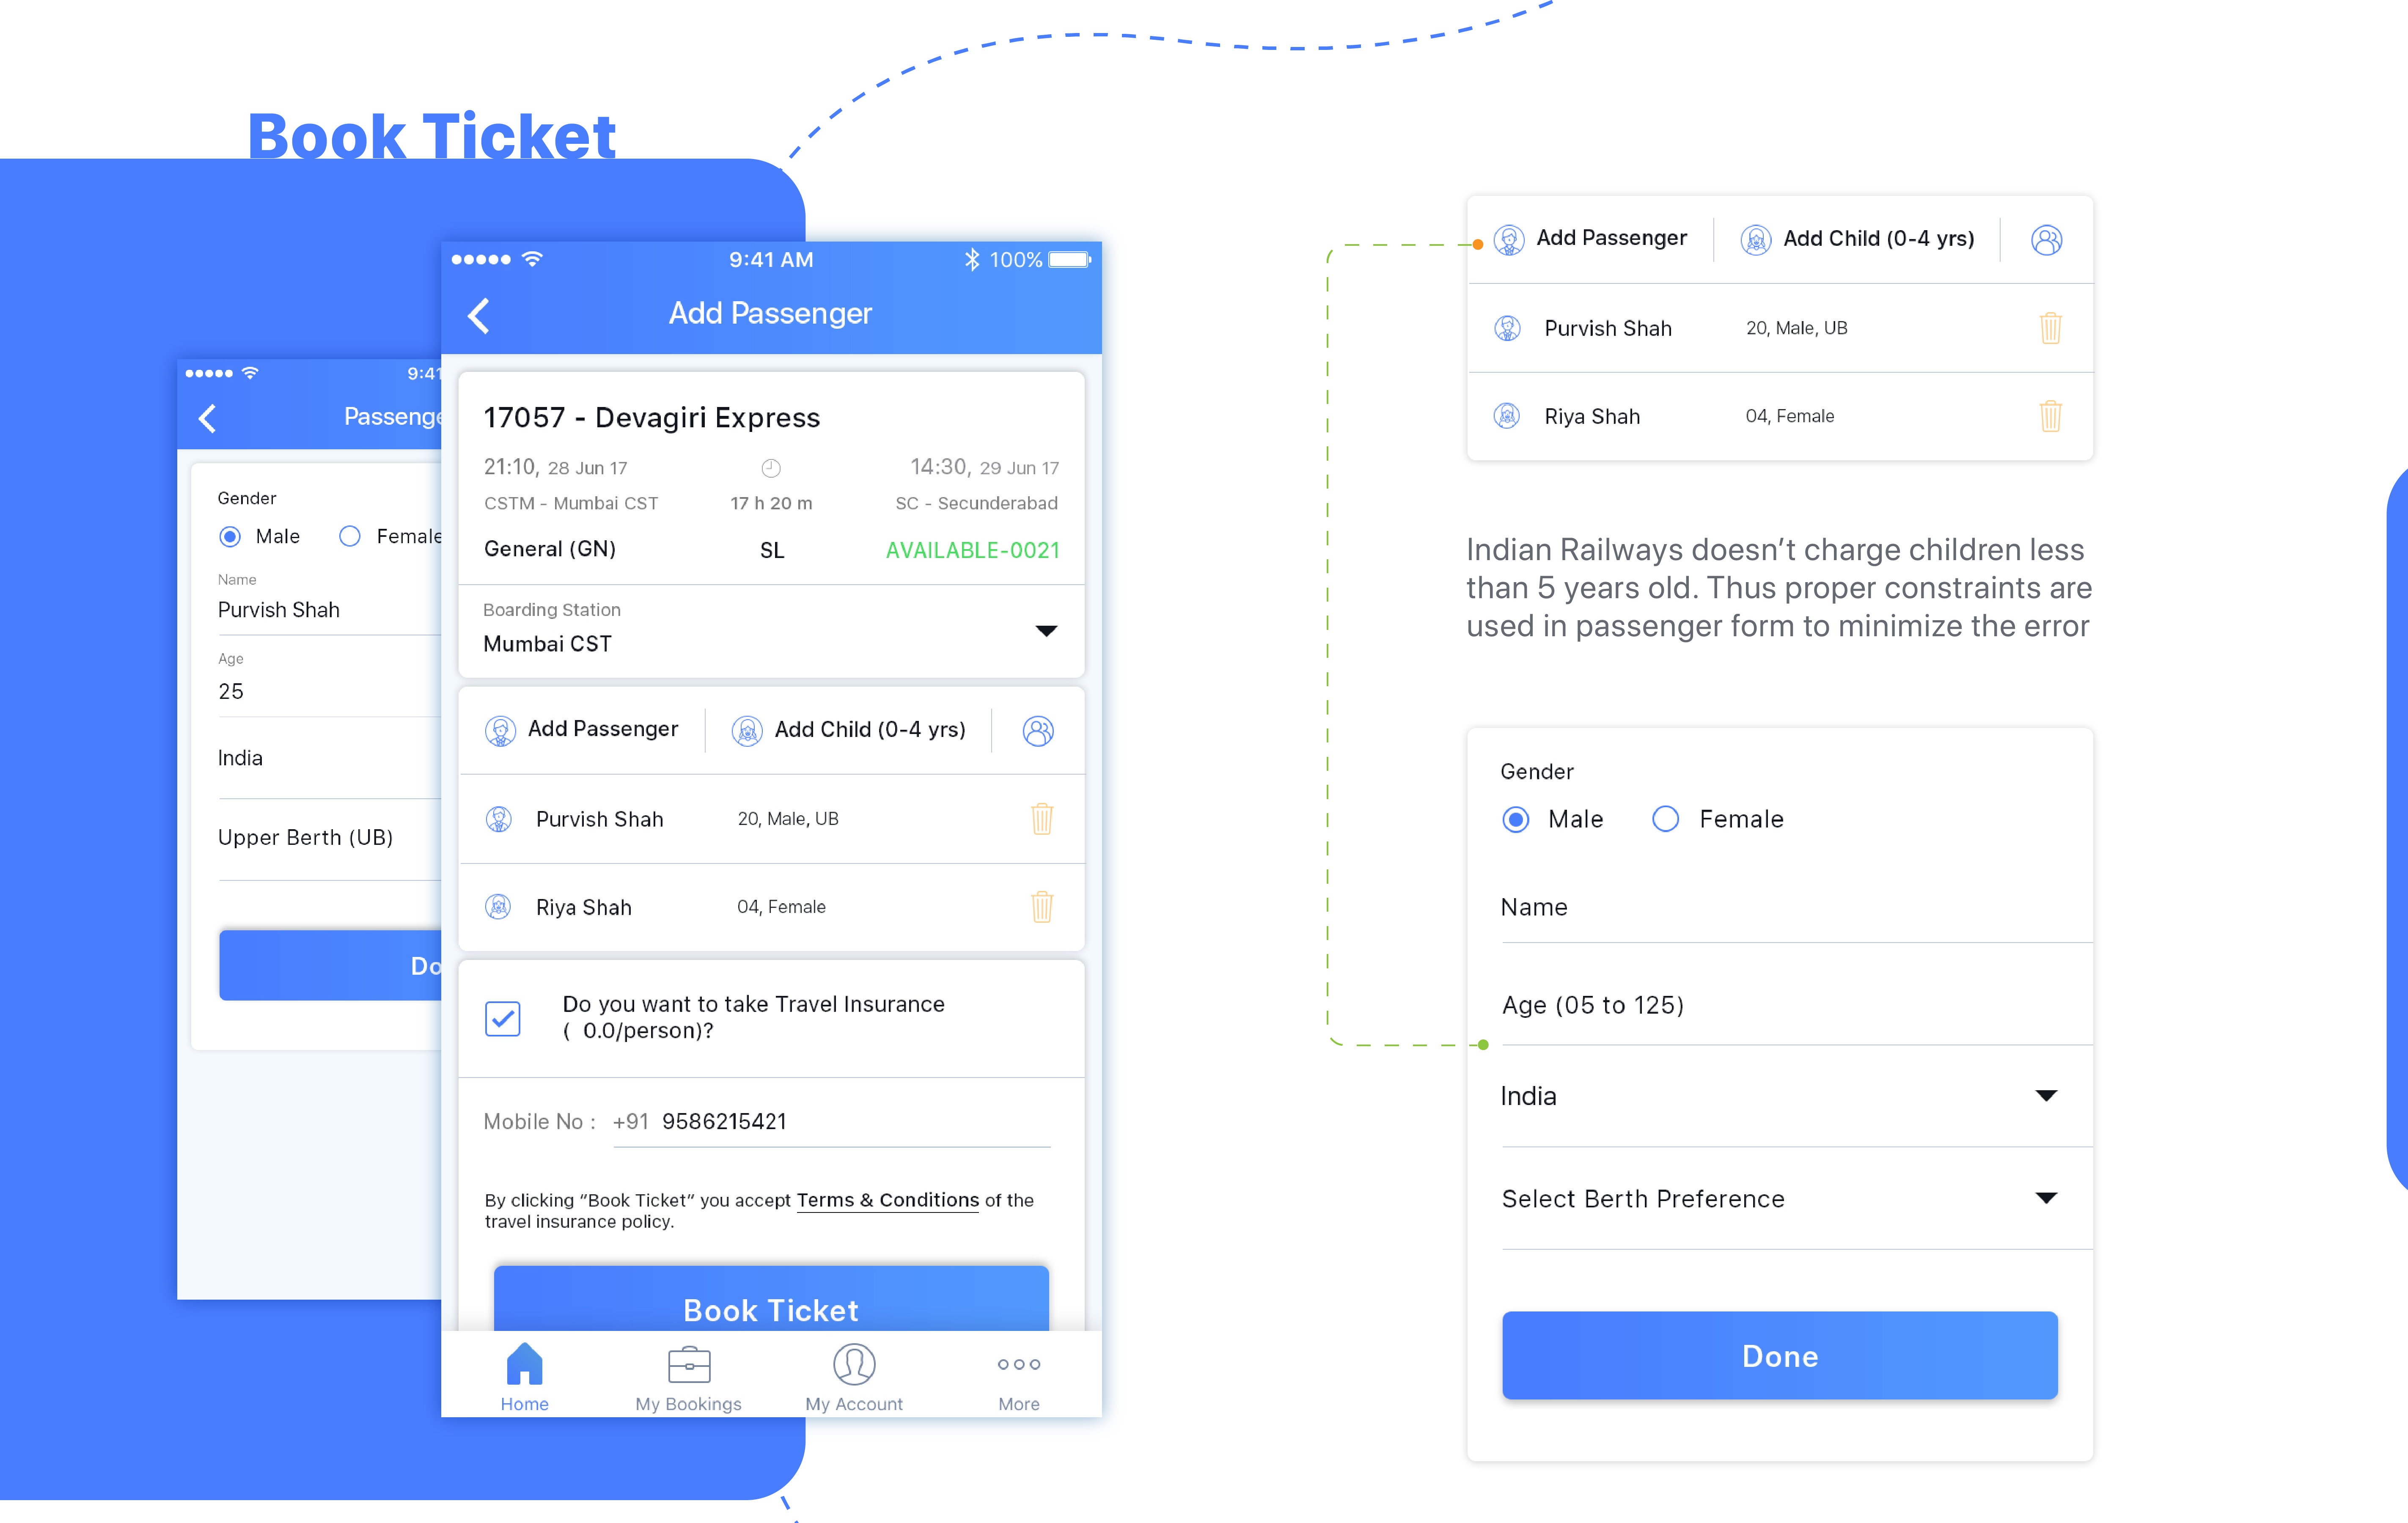 Book Ticket
9:41
Passenge
Gender
Male
Female
Name
Purvish Shah
Age
25
India
Upper Berth (UB)
Do
9:41 AM
100%
Add Passenger
17057 - Devagiri Express
21:10, 28 Jun 17
14:30, 29 Jun 17
CSTM - Mumbai CST
17 h 20 m
SC - Secunderabad
General (GN)
SL
AVAILABLE-0021
Boarding Station
Mumbai CST
Add Passenger
Add Child (0-4 yrs)
Purvish Shah
20, Male, UB
Riya Shah
04, Female
Do you want to take Travel Insurance
( 0.0/person)?
Mobile No : +91 9586215421
By clicking “Book Ticket” you accept Terms & Conditions of the
travel insurance policy.
Book Ticket
Home
My Bookings
My Account
More
Add Passenger
Add Child (0-4 yrs)
Purvish Shah
20, Male, UB
Riya Shah
04, Female
Indian Railways doesn’t charge children less
than 5 years old. Thus proper constraints are
used in passenger form to minimize the error
Gender
Male
Female
Name
Age (05 to 125)
India
Select Berth Preference
Done